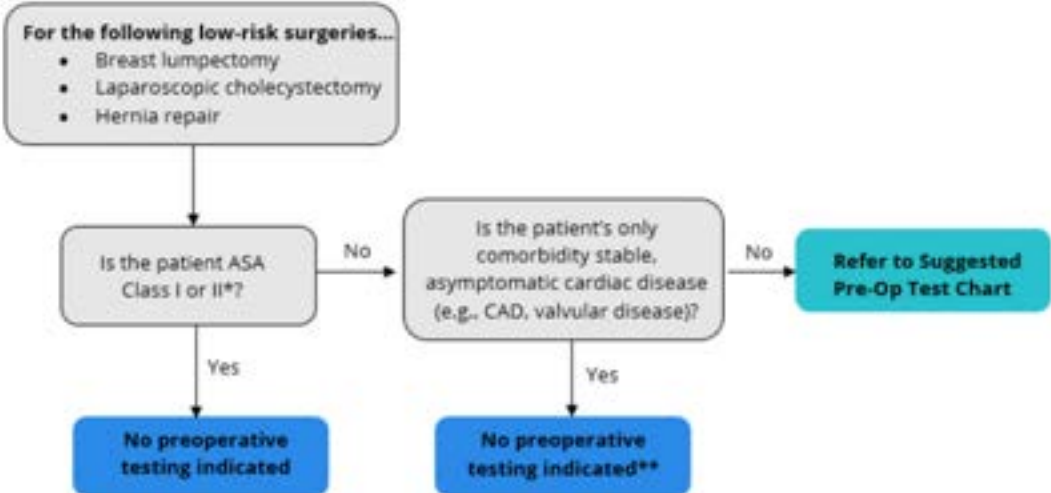 For the following low-risk surgeries...
• Breast lumpectomy
• Laparoscopic cholecystectomy
• Hernia repair
Is the patient ASA
Class I or II*?
No
Is the patient's only
comorbidity stable,
asymptomatic cardiac disease
(e.g., CAD, valvular disease)?
No
Refer to Suggested
Pre-Op Test Chart
Yes
Yes
No preoperative
testing indicated
No preoperative
testing indicated**